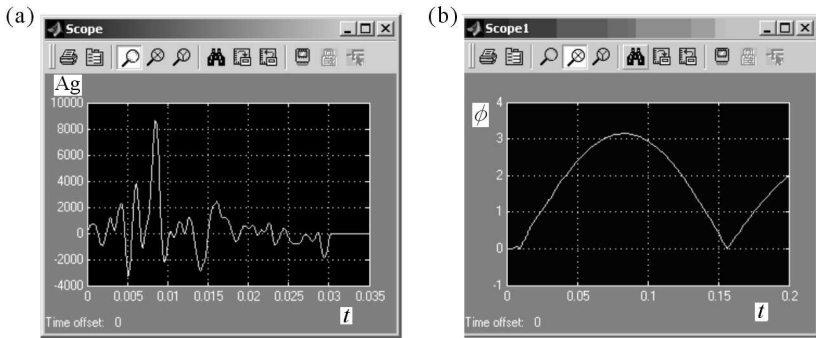 (a)
Scope
Ag
10000
8000
6000
4000
2000
0
-2000
-4000
0 0.005 0.01 0.015 0.02 0.025 0.03 0.035
t
Time offset: 0
(b)
Scope1
ϕ
4
3
2
1
0
-1
0 0.05 0.1 0.15 0.2
t
Time offset: 0